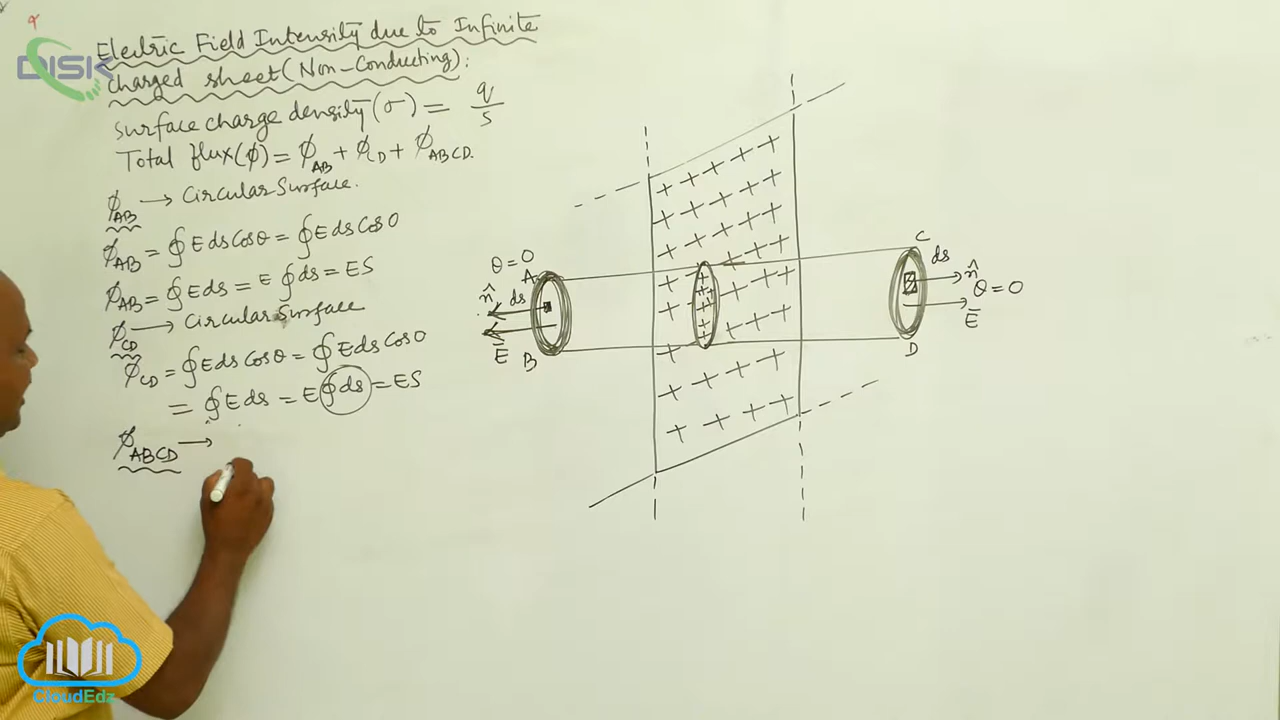 Electric Field Intensity due to Infinite
charged sheet (Non-Conducting):
Surface charge density (σ) = q/s
Total flux(φ) = φAB + φCD + φABCD.
φAB → Circular Surface.
φAB = ∮E ds Cosθ = ∮E ds Cos0
φAB = ∮E ds = E ∮ds = ES
φCD → Circular Surface
φCD = ∮E ds Cosθ = ∮E ds Cos0
= ∮E ds = E ∮ds = ES
φABCD →
θ = 0
A
n̂
ds
E̅
B
C
ds
n̂
θ = 0
E̅
D
DISK
CloudEdz